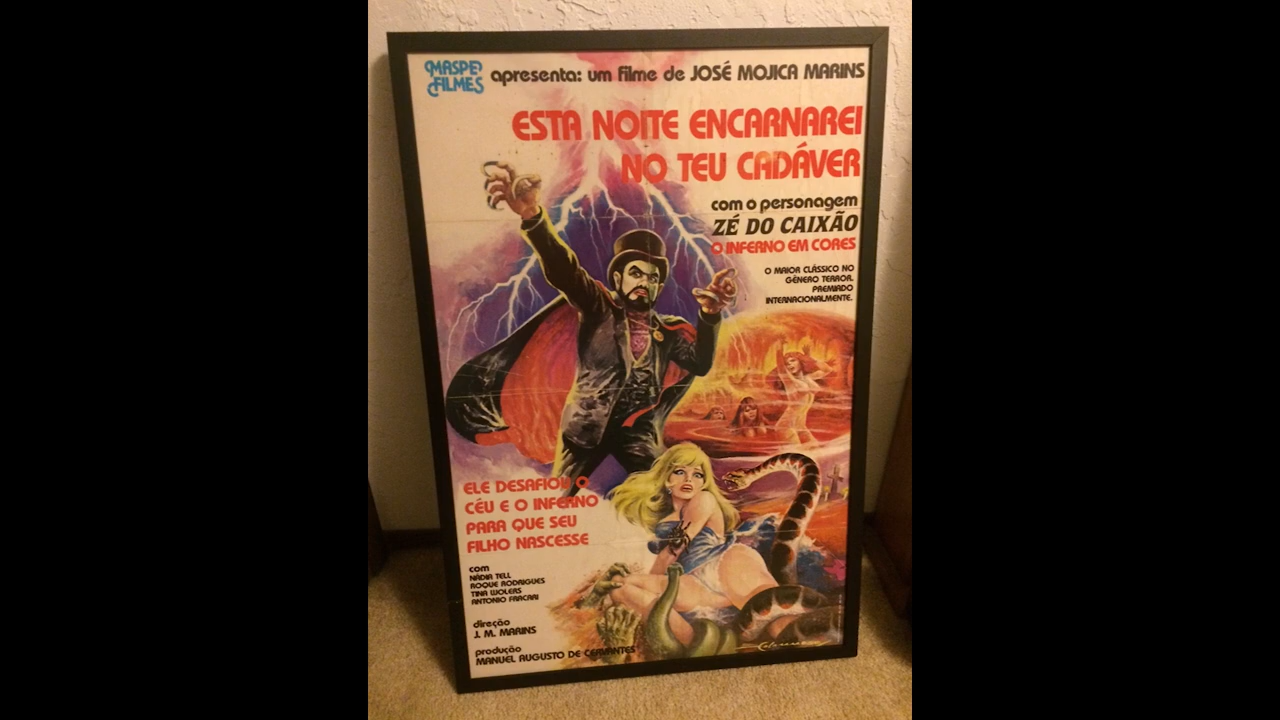 MASPE FILMES
apresenta: um filme de JOSÉ MOJICA MARINS
ESTA NOITE ENCARNAREI
NO TEU CADÁVER
com o personagem
ZÉ DO CAIXÃO
O INFERNO EM CORES
O MAIOR CLÁSSICO NO
GÊNERO TERROR.
PREMIADO
INTERNACIONALMENTE.
ELE DESAFIOU O
CÉU E O INFERNO
PARA QUE SEU
FILHO NASCESSE
com
NÁDIA TELL
ROQUE RODRIGUES
TINA WOLERS
ANTONIO FRACARI
direção
J. M. MARINS
produção
MANUEL AUGUSTO DE CERVANTES